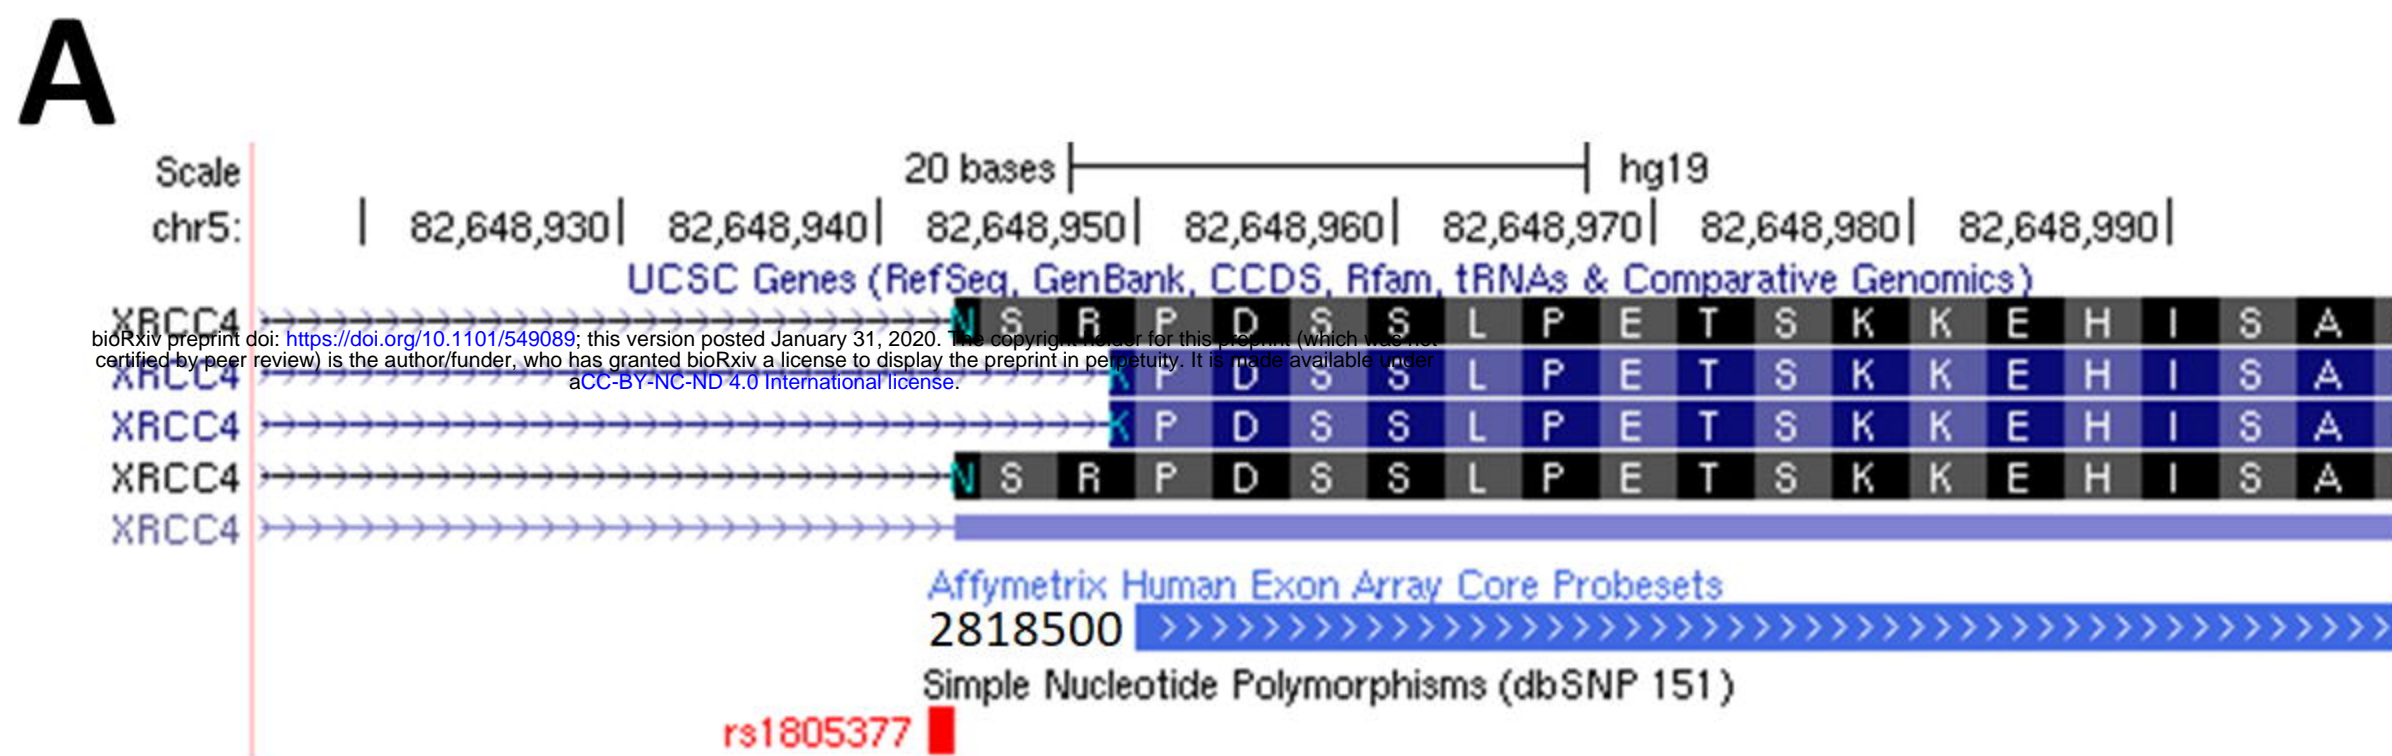 A
Scale 20 bases hg19
chr5: 82,648,930 82,648,940 82,648,950 82,648,960 82,648,970 82,648,980 82,648,990
UCSC Genes (RefSeq, GenBank, CCDS, Rfam, tRNAs & Comparative Genomics)
XRCC4 N S R P D S S L P E T S K K E H I S A
bioRxiv preprint doi: https://doi.org/10.1101/549089; this version posted January 31, 2020. The copyright holder for this preprint (which was not
certified by peer review) is the author/funder, who has granted bioRxiv a license to display the preprint in perpetuity. It is made available under
XRCC4 K P D S S L P E T S K K E H I S A
aCC-BY-NC-ND 4.0 International license.
XRCC4 K P D S S L P E T S K K E H I S A
XRCC4 N S R P D S S L P E T S K K E H I S A
XRCC4
Affymetrix Human Exon Array Core Probesets
2818500
Simple Nucleotide Polymorphisms (dbSNP 151)
rs1805377